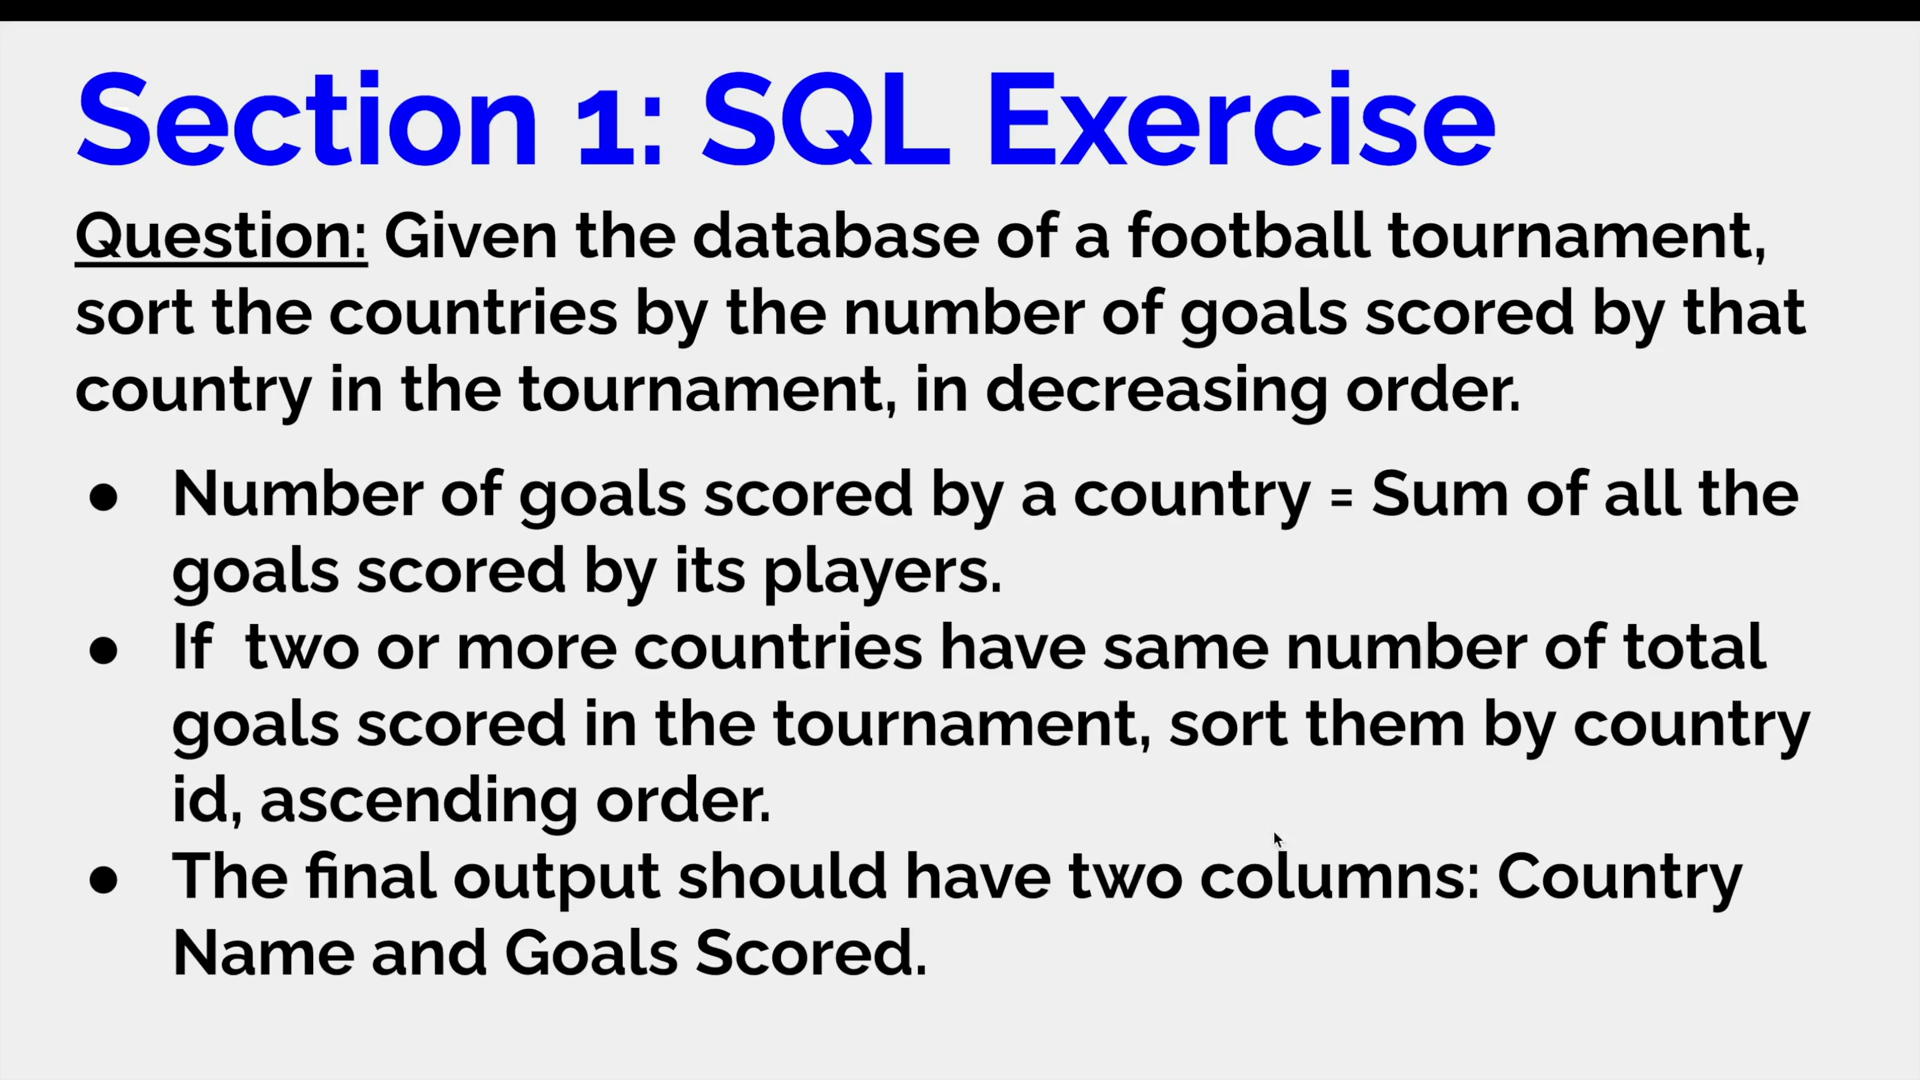 Section 1: SQL Exercise
Question: Given the database of a football tournament,
sort the countries by the number of goals scored by that
country in the tournament, in decreasing order.
● Number of goals scored by a country = Sum of all the
goals scored by its players.
● If  two or more countries have same number of total
goals scored in the tournament, sort them by country
id, ascending order.
● The final output should have two columns: Country
Name and Goals Scored.